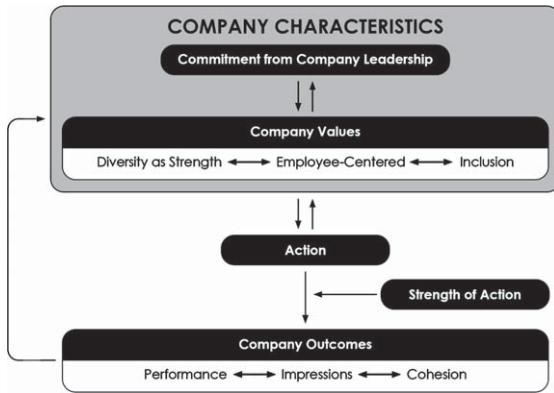 COMPANY CHARACTERISTICS
Commitment from Company Leadership
Company Values
Diversity as Strength Employee-Centered Inclusion
Action
Strength of Action
Company Outcomes
Performance Impressions Cohesion